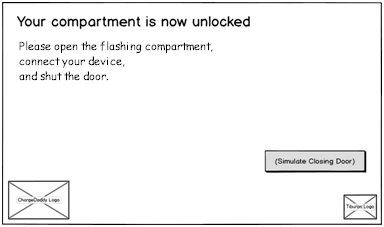 Your compartment is now unlocked
Please open the flashing compartment,
connect your device,
and shut the door.
(Simulate Closing Door)
ChargeDaddy Logo
Tiburon Logo